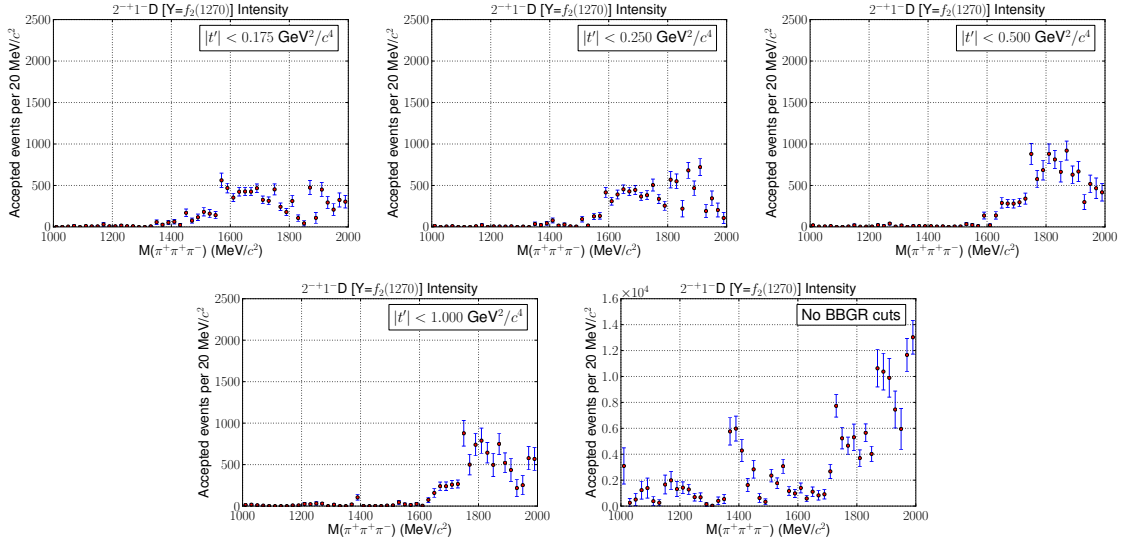 2⁻⁺1⁻D [Y=f₂(1270)] Intensity
|t′| < 0.175 GeV²/c⁴
Accepted events per 20 MeV/c²
2500
2000
1500
1000
500
0
1000 1200 1400 1600 1800 2000
M(π⁺π⁺π⁻) (MeV/c²)
2⁻⁺1⁻D [Y=f₂(1270)] Intensity
|t′| < 0.250 GeV²/c⁴
Accepted events per 20 MeV/c²
2500
2000
1500
1000
500
0
1000 1200 1400 1600 1800 2000
M(π⁺π⁺π⁻) (MeV/c²)
2⁻⁺1⁻D [Y=f₂(1270)] Intensity
|t′| < 0.500 GeV²/c⁴
Accepted events per 20 MeV/c²
2500
2000
1500
1000
500
0
1000 1200 1400 1600 1800 2000
M(π⁺π⁺π⁻) (MeV/c²)
2⁻⁺1⁻D [Y=f₂(1270)] Intensity
|t′| < 1.000 GeV²/c⁴
Accepted events per 20 MeV/c²
2500
2000
1500
1000
500
0
1000 1200 1400 1600 1800 2000
M(π⁺π⁺π⁻) (MeV/c²)
2⁻⁺1⁻D [Y=f₂(1270)] Intensity
×10⁴
No BBGR cuts
Accepted events per 20 MeV/c²
1.6
1.4
1.2
1.0
0.8
0.6
0.4
0.2
0.0
1000 1200 1400 1600 1800 2000
M(π⁺π⁺π⁻) (MeV/c²)